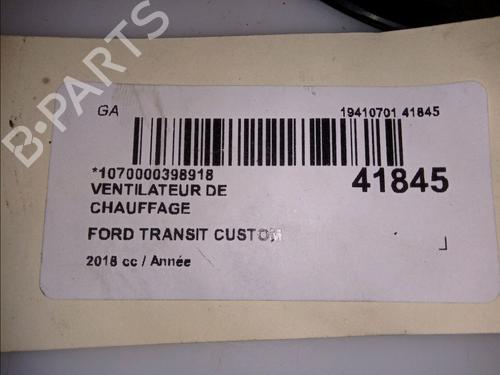 B-PARTS
GA
19410701 41845
*1070000398918
41845
VENTILATEUR DE
CHAUFFAGE
FORD TRANSIT CUSTOM
2018 cc / Année